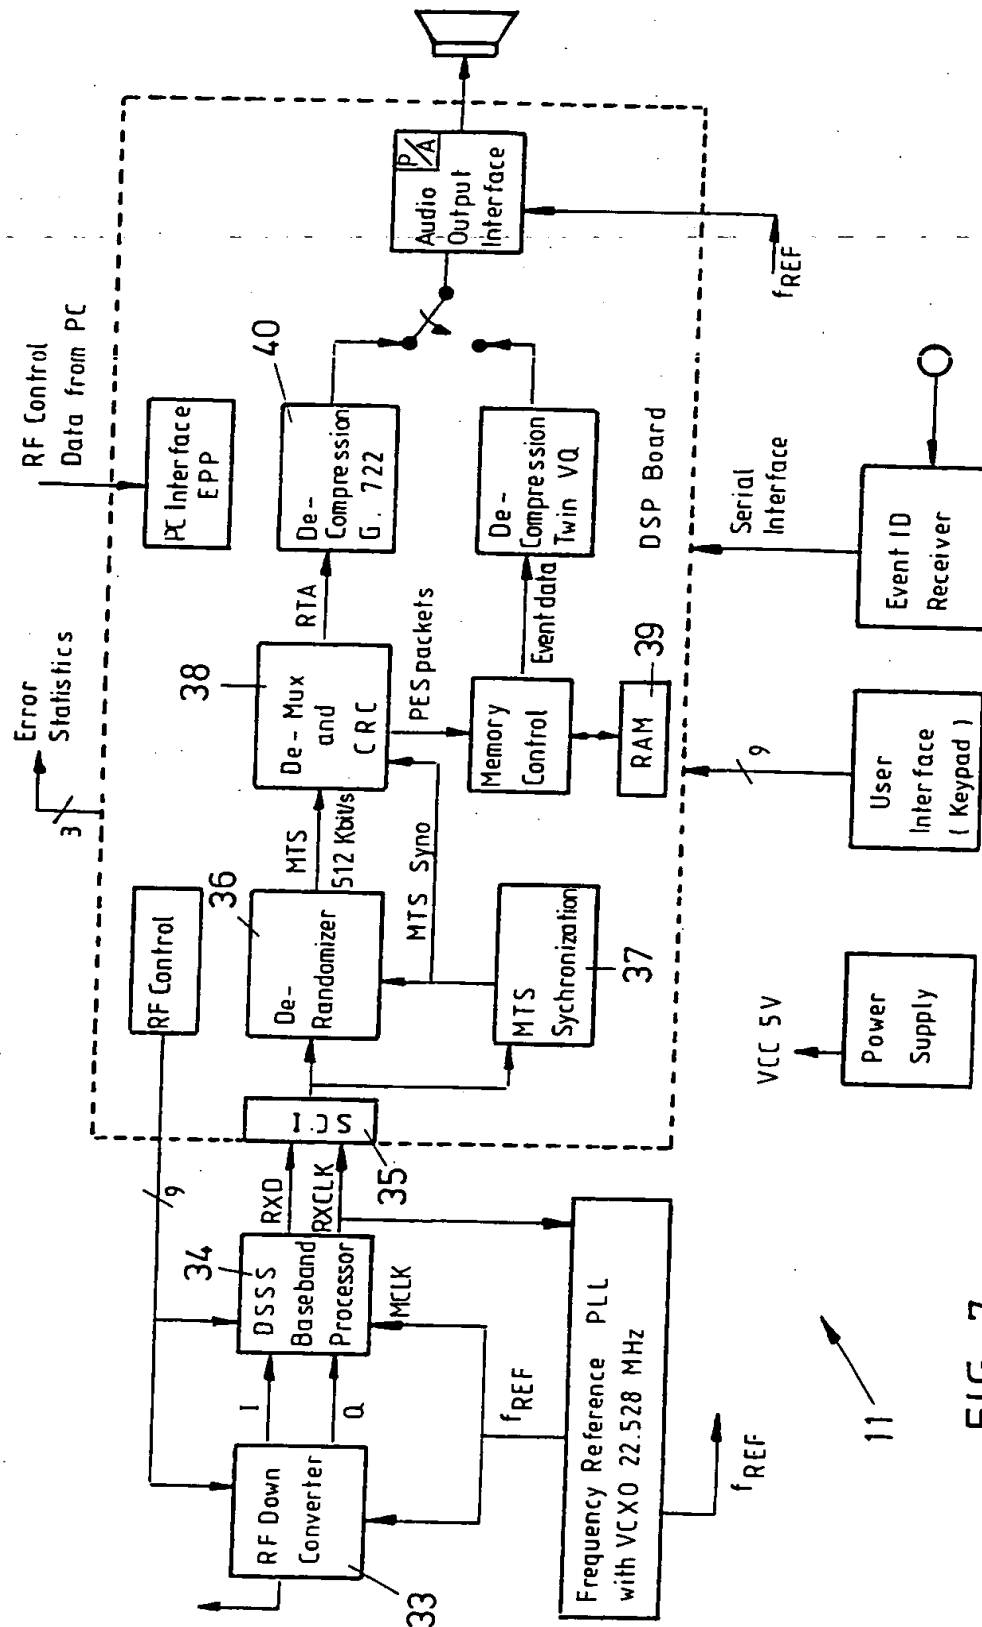 RF Down
Converter
33
I
Q
DSSS
Baseband
Processor
34
MCLK
fREF
RXD
RXCLK
SCI
35
9
RF Control
De-
Randomizer
36
MTS
512 Kbit/s
MTS Syno
MTS
Sychronization
37
3
Error
Statistics
De-Mux
and
CRC
38
RTA
PES packets
Memory
Control
Event data
RAM
39
RF Control
Data from PC
PC Interface
EPP
De-
Compression
G. 722
40
De-
Compression
Twin VQ
DSP Board
P/A
Audio
Output
Interface
fREF
Frequency Reference PLL
with VCXO 22.528 MHz
fREF
VCC 5V
Power
Supply
9
User
Interface
(Keypad)
Serial
Interface
Event ID
Receiver
11
FIG. 7